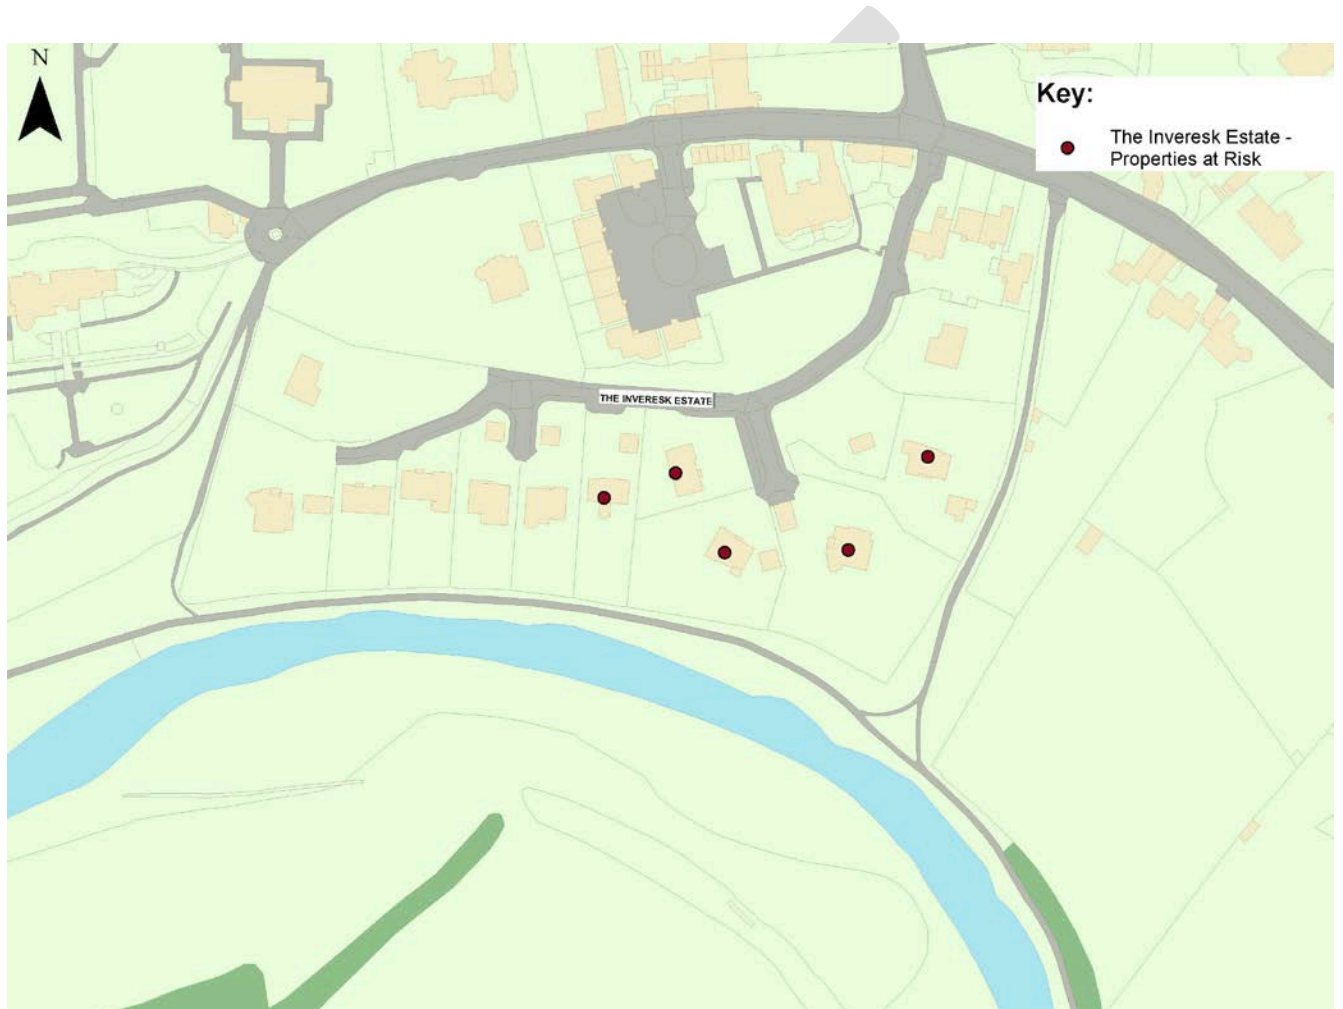 N
Key:
The Inveresk Estate -
Properties at Risk
THE INVERESK ESTATE